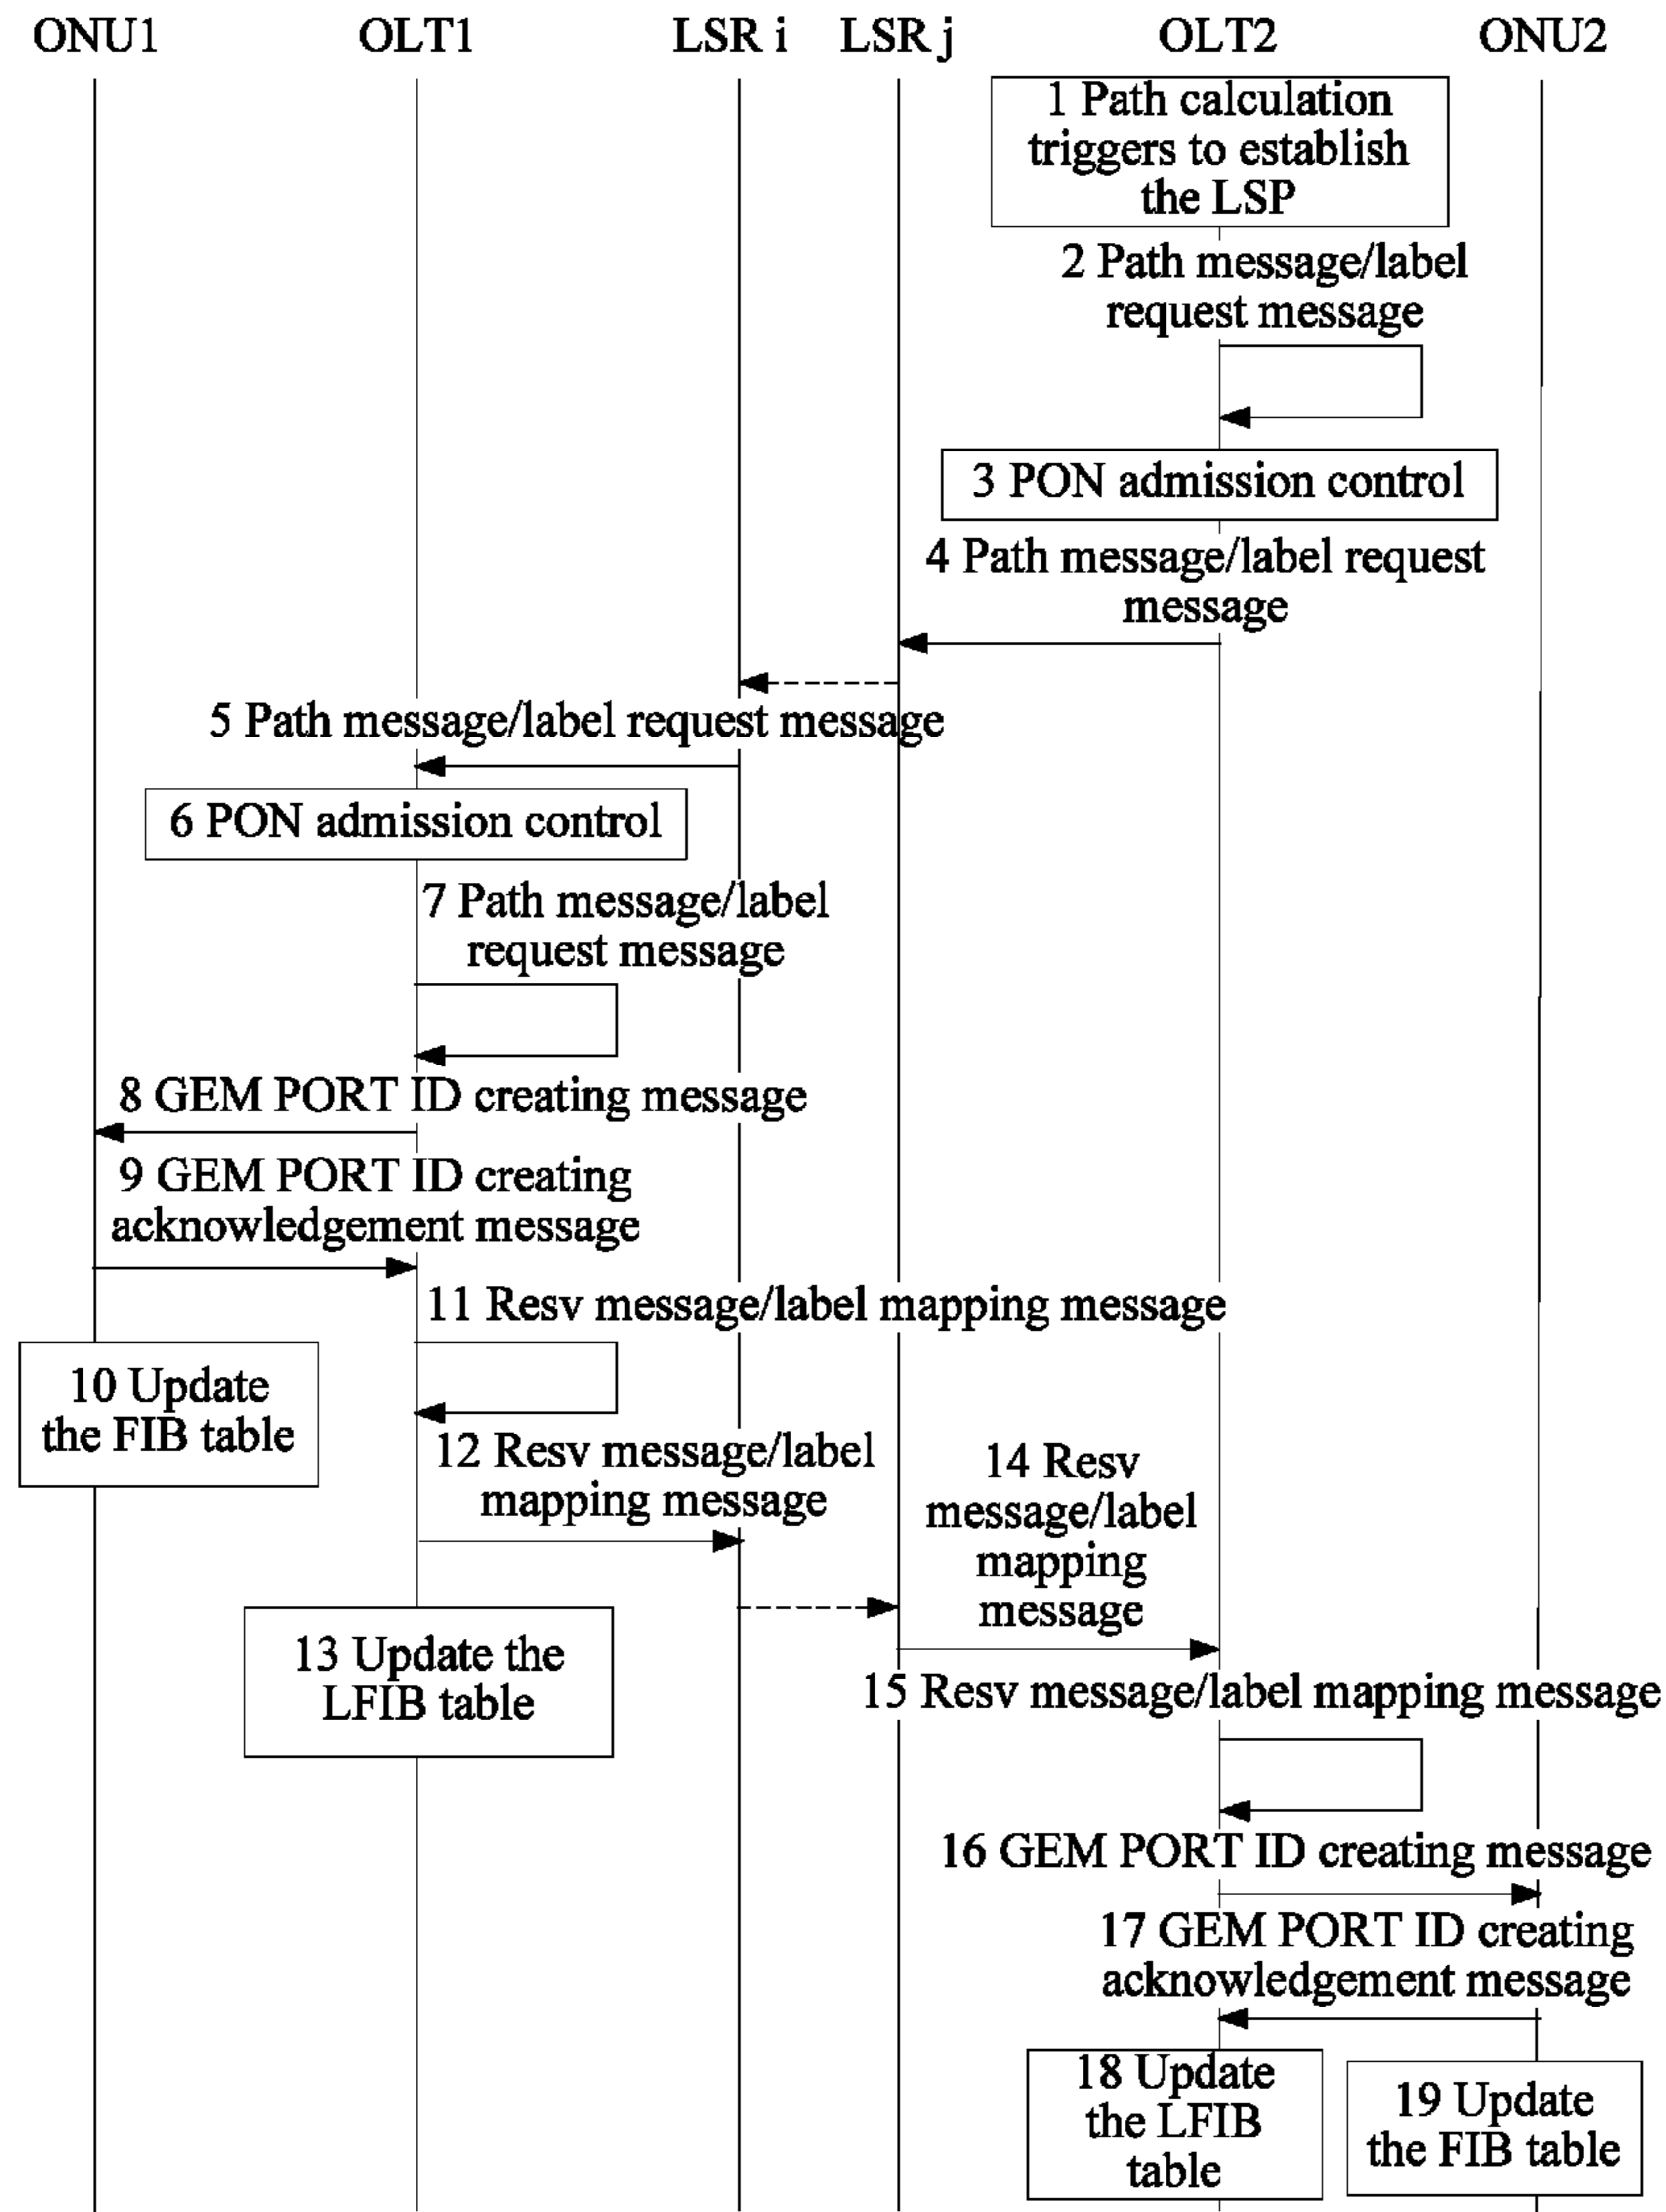 ONU1 OLT1 LSR i LSR j OLT2 ONU2
1 Path calculation
triggers to establish
the LSP
2 Path message/label
request message
3 PON admission control
4 Path message/label request
message
5 Path message/label request message
6 PON admission control
7 Path message/label
request message
8 GEM PORT ID creating message
9 GEM PORT ID creating
acknowledgement message
11 Resv message/label mapping message
10 Update
the FIB table
12 Resv message/label
mapping message
14 Resv
message/label
mapping
message
13 Update the
LFIB table
15 Resv message/label mapping message
16 GEM PORT ID creating message
17 GEM PORT ID creating
acknowledgement message
18 Update
the LFIB
table
19 Update
the FIB table